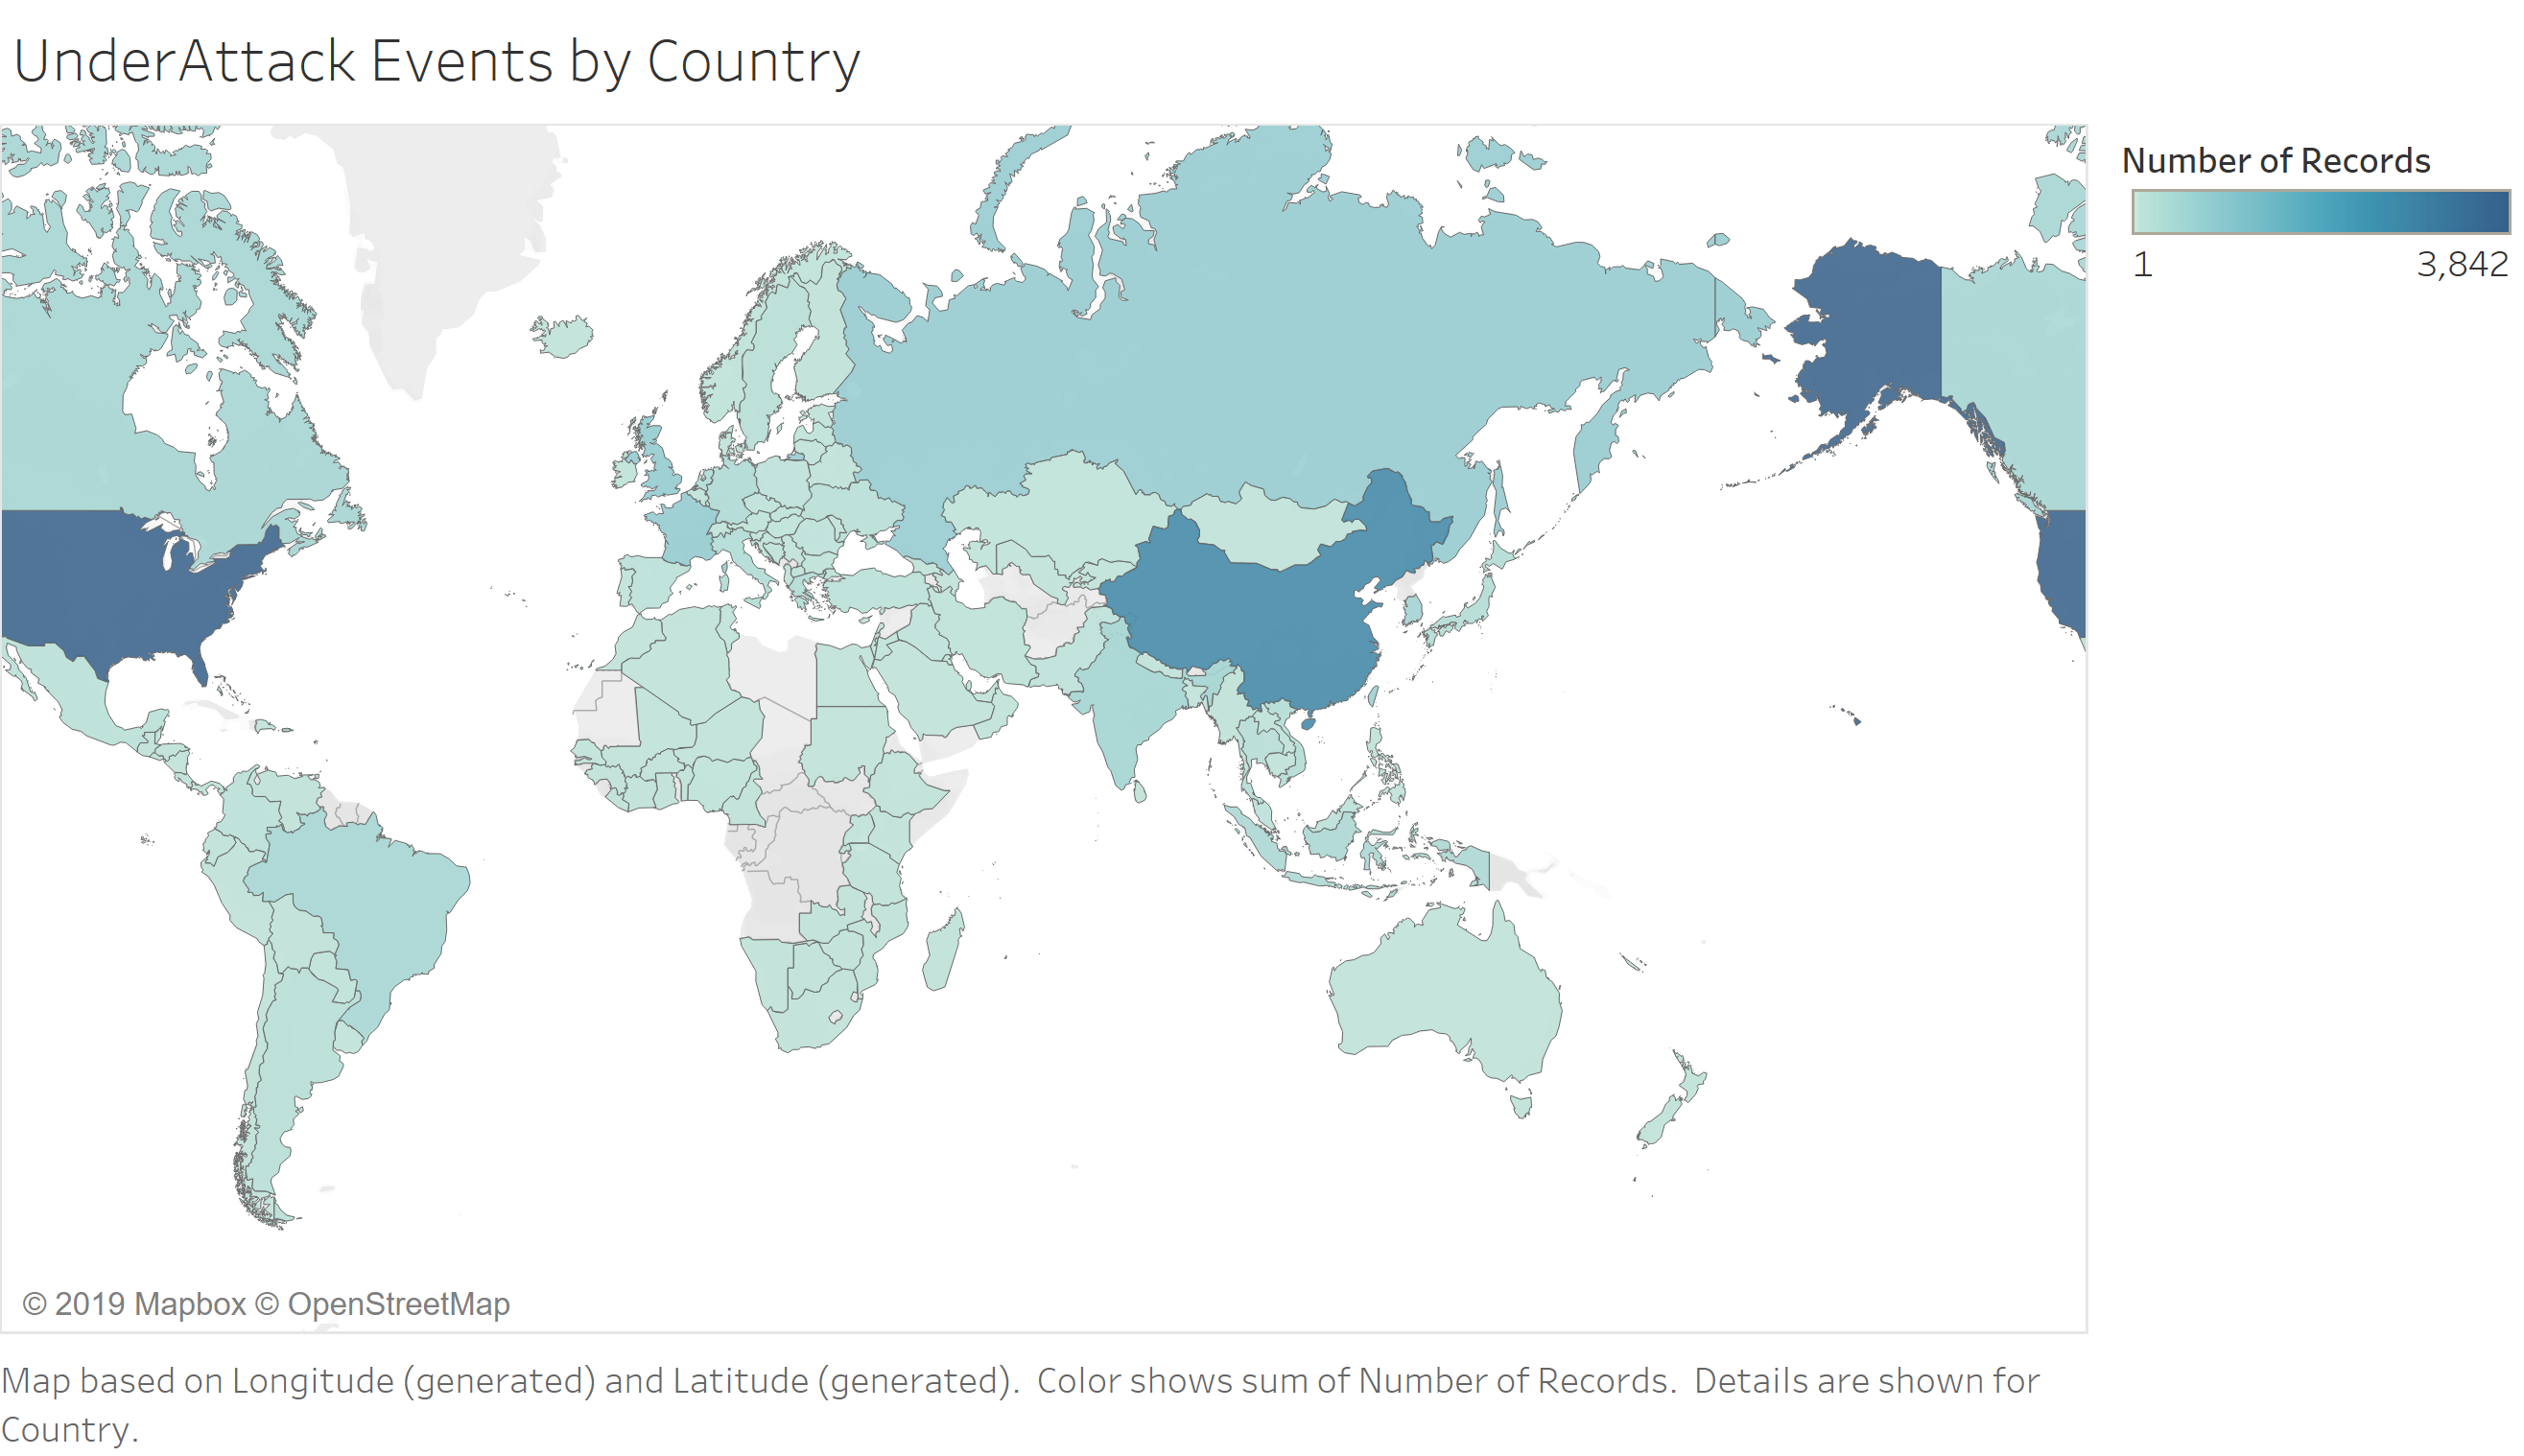 UnderAttack Events by Country
Number of Records
1 3,842
© 2019 Mapbox © OpenStreetMap
Map based on Longitude (generated) and Latitude (generated).  Color shows sum of Number of Records.  Details are shown for
Country.